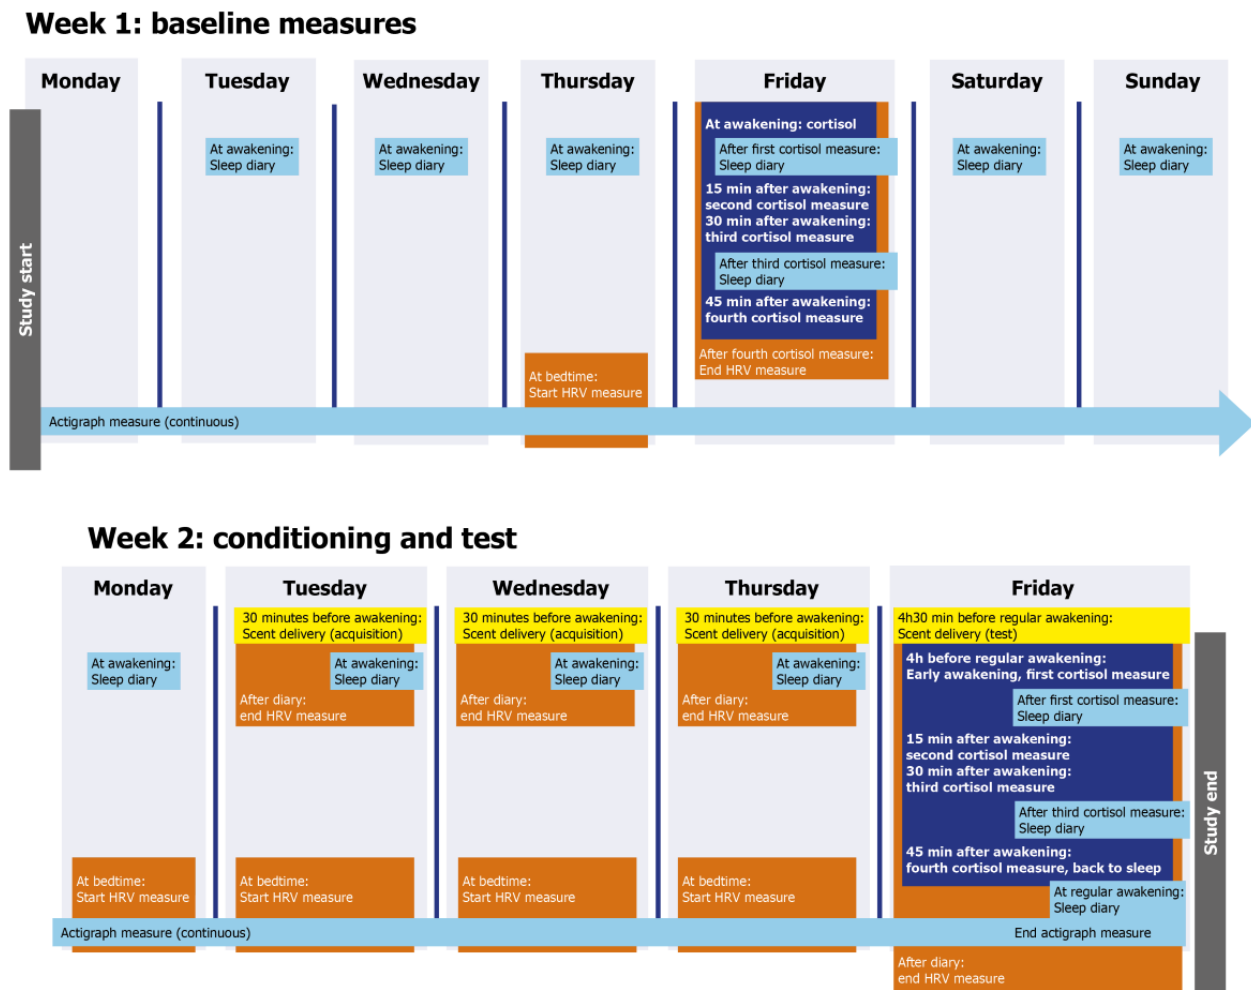 Week 1: baseline measures
Monday
Tuesday
Wednesday
Thursday
Friday
Saturday
Sunday
Study start
At awakening:
Sleep diary
At awakening:
Sleep diary
At awakening:
Sleep diary
At bedtime:
Start HRV measure
At awakening: cortisol
After first cortisol measure:
Sleep diary
15 min after awakening:
second cortisol measure
30 min after awakening:
third cortisol measure
After third cortisol measure:
Sleep diary
45 min after awakening:
fourth cortisol measure
After fourth cortisol measure:
End HRV measure
At awakening:
Sleep diary
At awakening:
Sleep diary
Actigraph measure (continuous)
Week 2: conditioning and test
Monday
Tuesday
Wednesday
Thursday
Friday
At awakening:
Sleep diary
At bedtime:
Start HRV measure
30 minutes before awakening:
Scent delivery (acquisition)
At awakening:
Sleep diary
After diary:
end HRV measure
At bedtime:
Start HRV measure
30 minutes before awakening:
Scent delivery (acquisition)
At awakening:
Sleep diary
After diary:
end HRV measure
At bedtime:
Start HRV measure
30 minutes before awakening:
Scent delivery (acquisition)
At awakening:
Sleep diary
After diary:
end HRV measure
At bedtime:
Start HRV measure
4h30 min before regular awakening:
Scent delivery (test)
4h before regular awakening:
Early awakening, first cortisol measure
After first cortisol measure:
Sleep diary
15 min after awakening:
second cortisol measure
30 min after awakening:
third cortisol measure
After third cortisol measure:
Sleep diary
45 min after awakening:
fourth cortisol measure, back to sleep
At regular awakening:
Sleep diary
Actigraph measure (continuous)
End actigraph measure
After diary:
end HRV measure
Study end